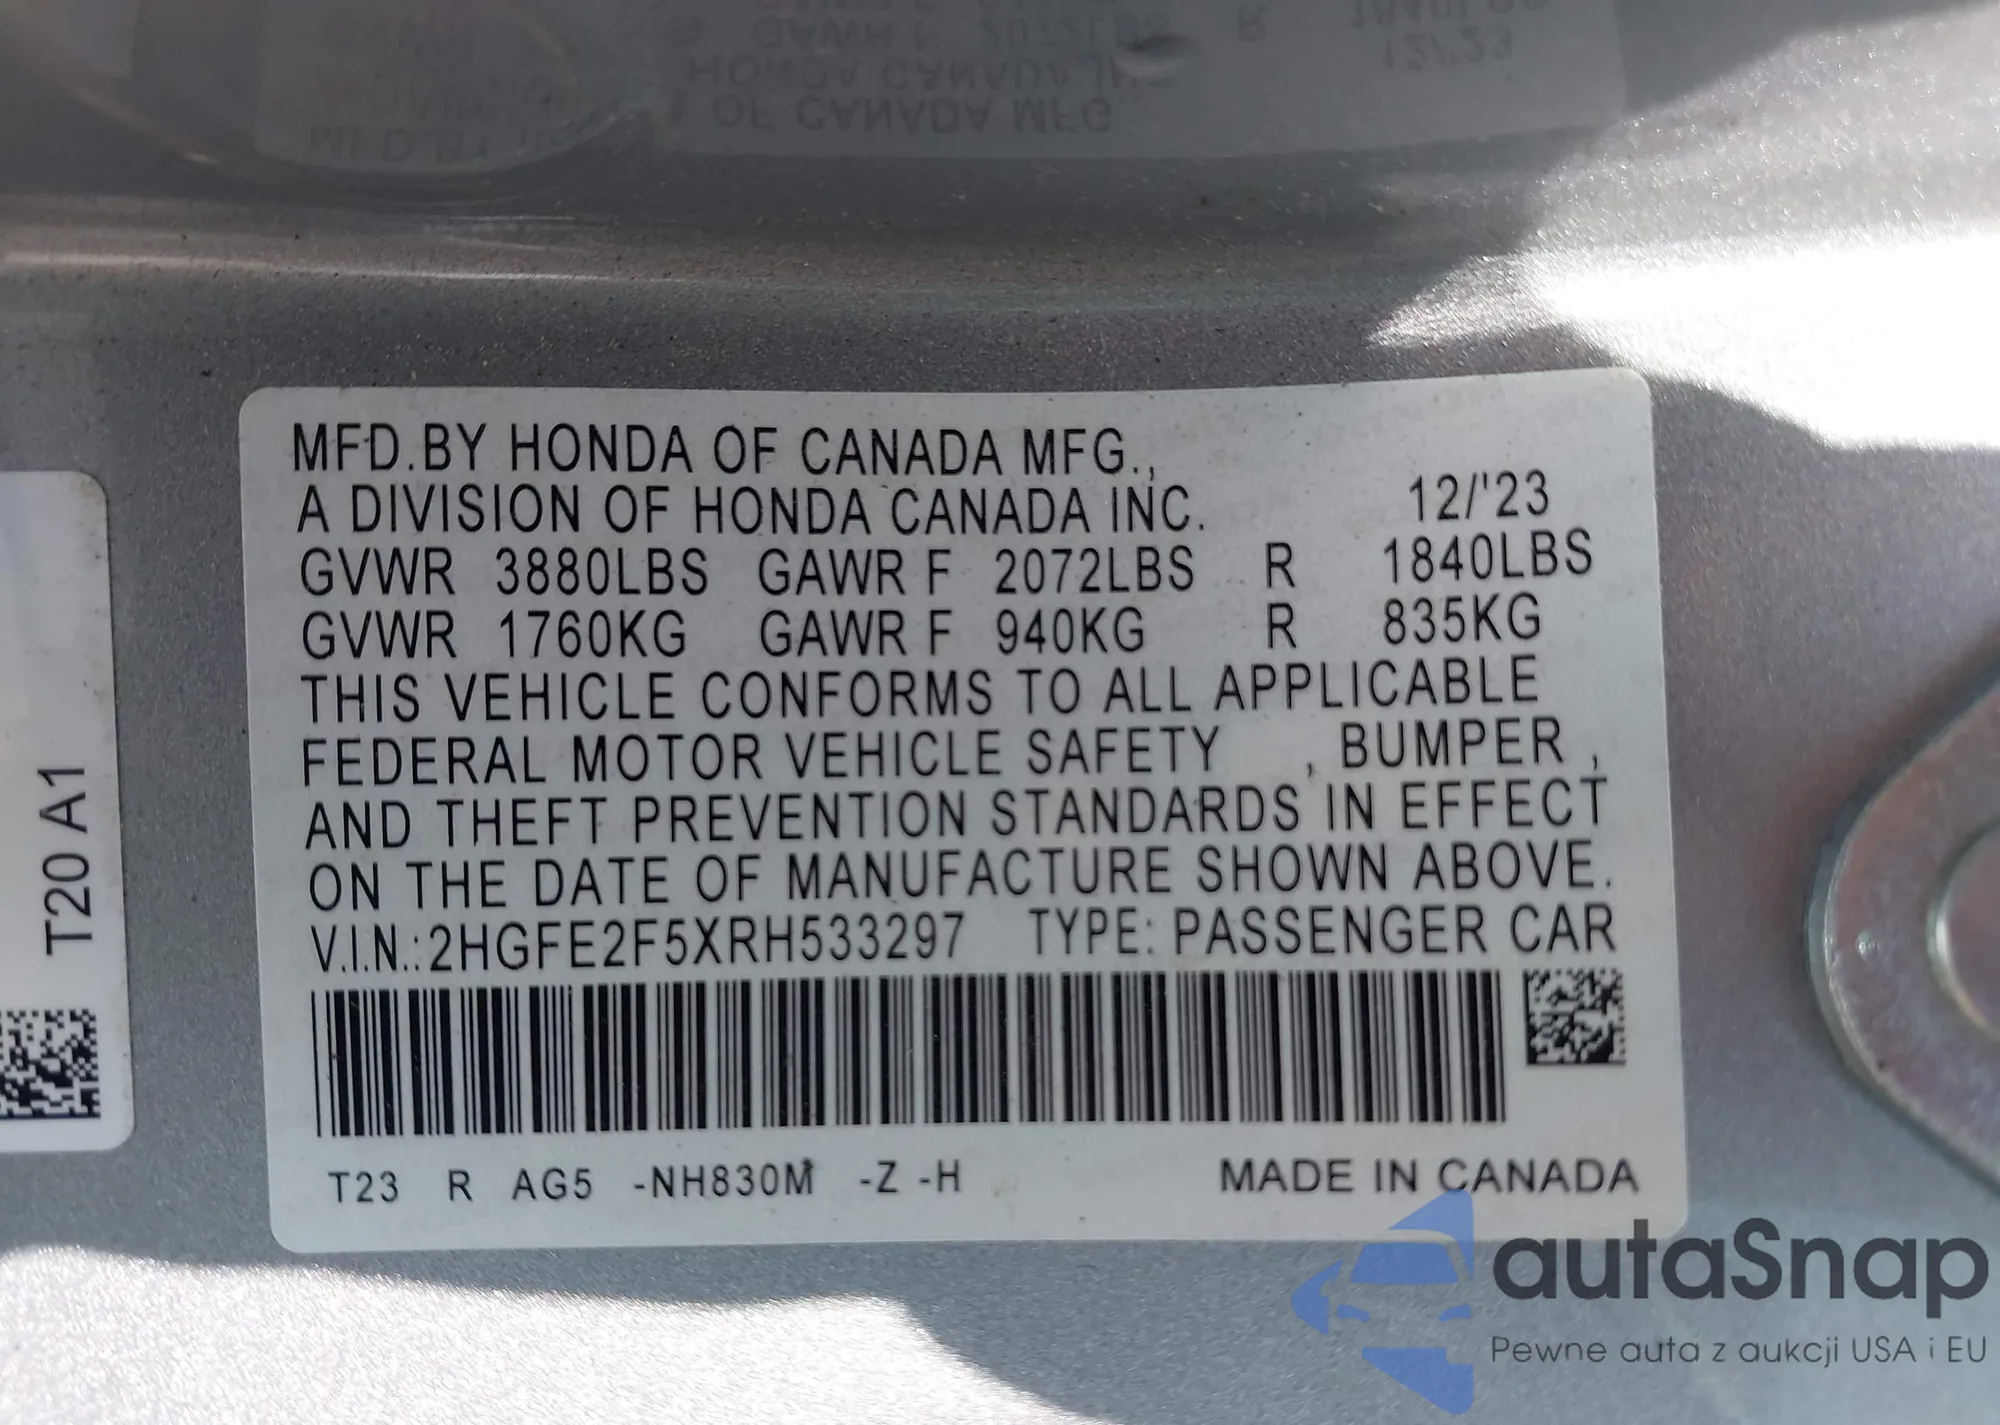 MFD.BY HONDA OF CANADA MFG.,
A DIVISION OF HONDA CANADA INC. 12/'23
GVWR 3880LBS GAWR F 2072LBS R 1840LBS
GVWR 1760KG GAWR F 940KG R 835KG
THIS VEHICLE CONFORMS TO ALL APPLICABLE
FEDERAL MOTOR VEHICLE SAFETY , BUMPER ,
AND THEFT PREVENTION STANDARDS IN EFFECT
ON THE DATE OF MANUFACTURE SHOWN ABOVE.
V.I.N.:2HGFE2F5XRH533297 TYPE: PASSENGER CAR
T23 R AG5 -NH830M -Z -H MADE IN CANADA
T20 A1
autaSnap
Pewne auta z aukcji USA i EU